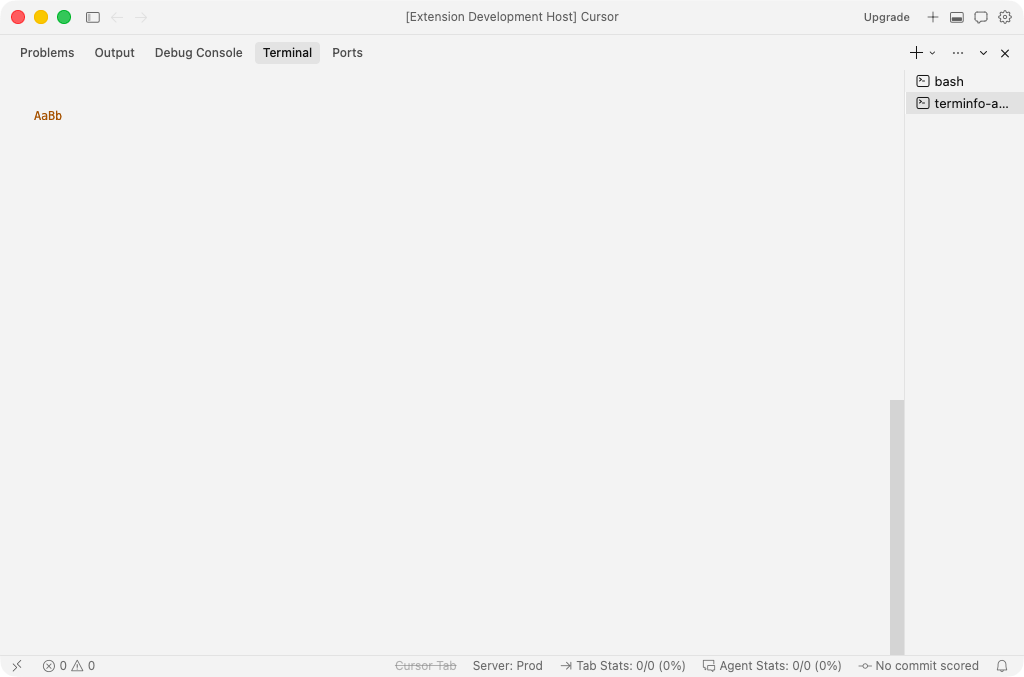 [Extension Development Host] Cursor
Upgrade
Problems Output Debug Console Terminal Ports
bash
terminfo-a...
AaBb
0 0 Cursor Tab Server: Prod Tab Stats: 0/0 (0%) Agent Stats: 0/0 (0%) No commit scored